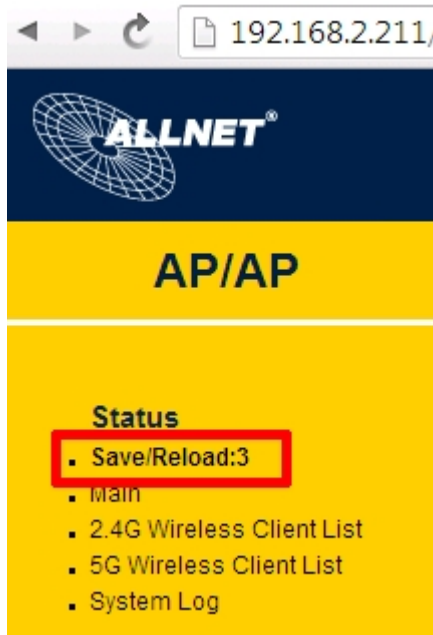 192.168.2.211/
ALLNET®
AP/AP
Status
Save/Reload:3
Main
2.4G Wireless Client List
5G Wireless Client List
System Log